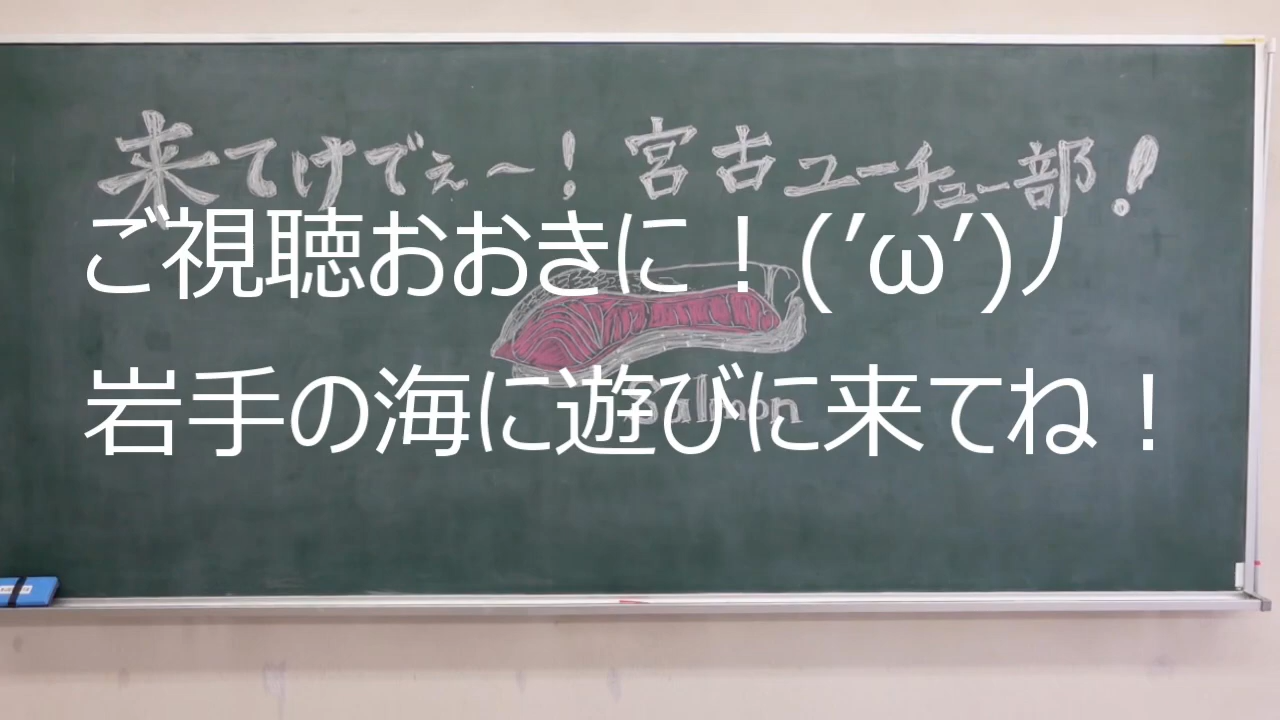 来てけでぇ～！宮古ユーチュー部！
ご視聴おおきに！('ω')ノ
岩手の海に遊びに来てね！
Salmon